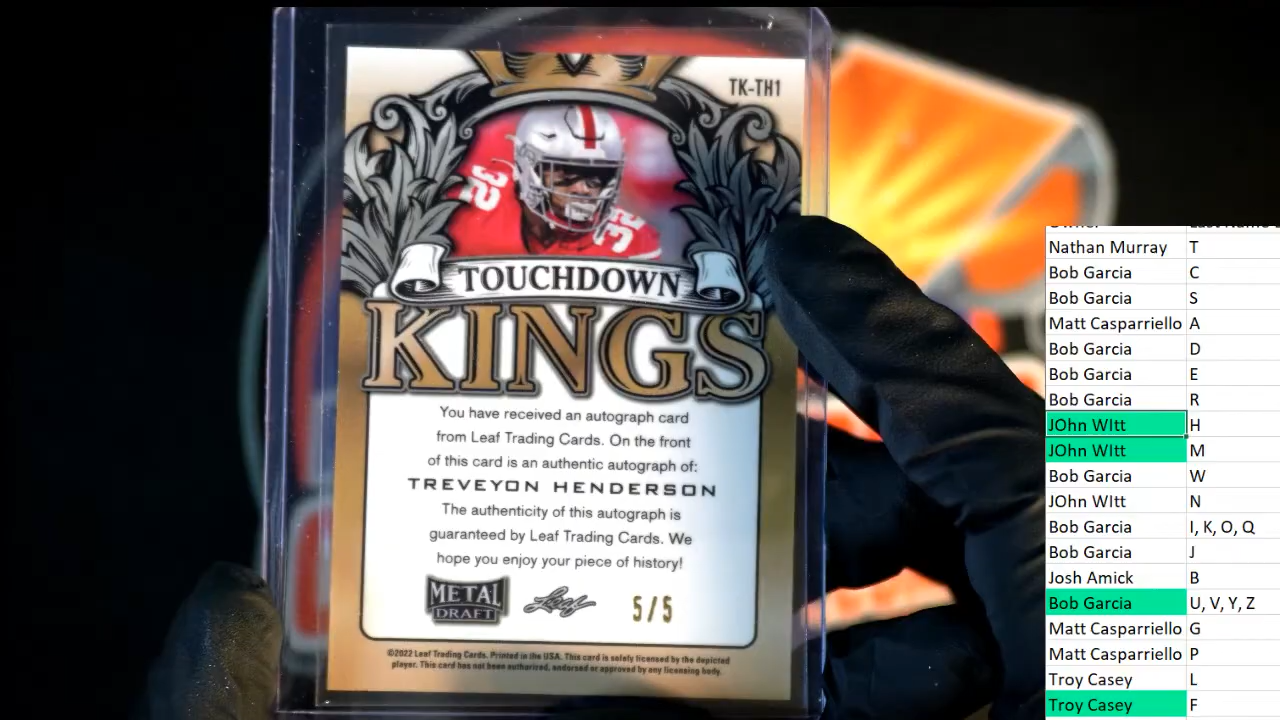 TK-TH1
32
32
TOUCHDOWN
KINGS
You have received an autograph card
from Leaf Trading Cards. On the front
of this card is an authentic autograph of:
TREVEYON HENDERSON
The authenticity of this autograph is
guaranteed by Leaf Trading Cards. We
hope you enjoy your piece of history!
METAL
DRAFT
Leaf
5/5
©2022 Leaf Trading Cards. Printed in the USA. This card is solely licensed by the depicted
player. This card has not been authorized, endorsed or approved by any licensing body.
Nathan Murray T
Bob Garcia C
Bob Garcia S
Matt Casparriello A
Bob Garcia D
Bob Garcia E
Bob Garcia R
JOhn WItt H
JOhn WItt M
Bob Garcia W
JOhn WItt N
Bob Garcia I, K, O, Q
Bob Garcia J
Josh Amick B
Bob Garcia U, V, Y, Z
Matt Casparriello G
Matt Casparriello P
Troy Casey L
Troy Casey F